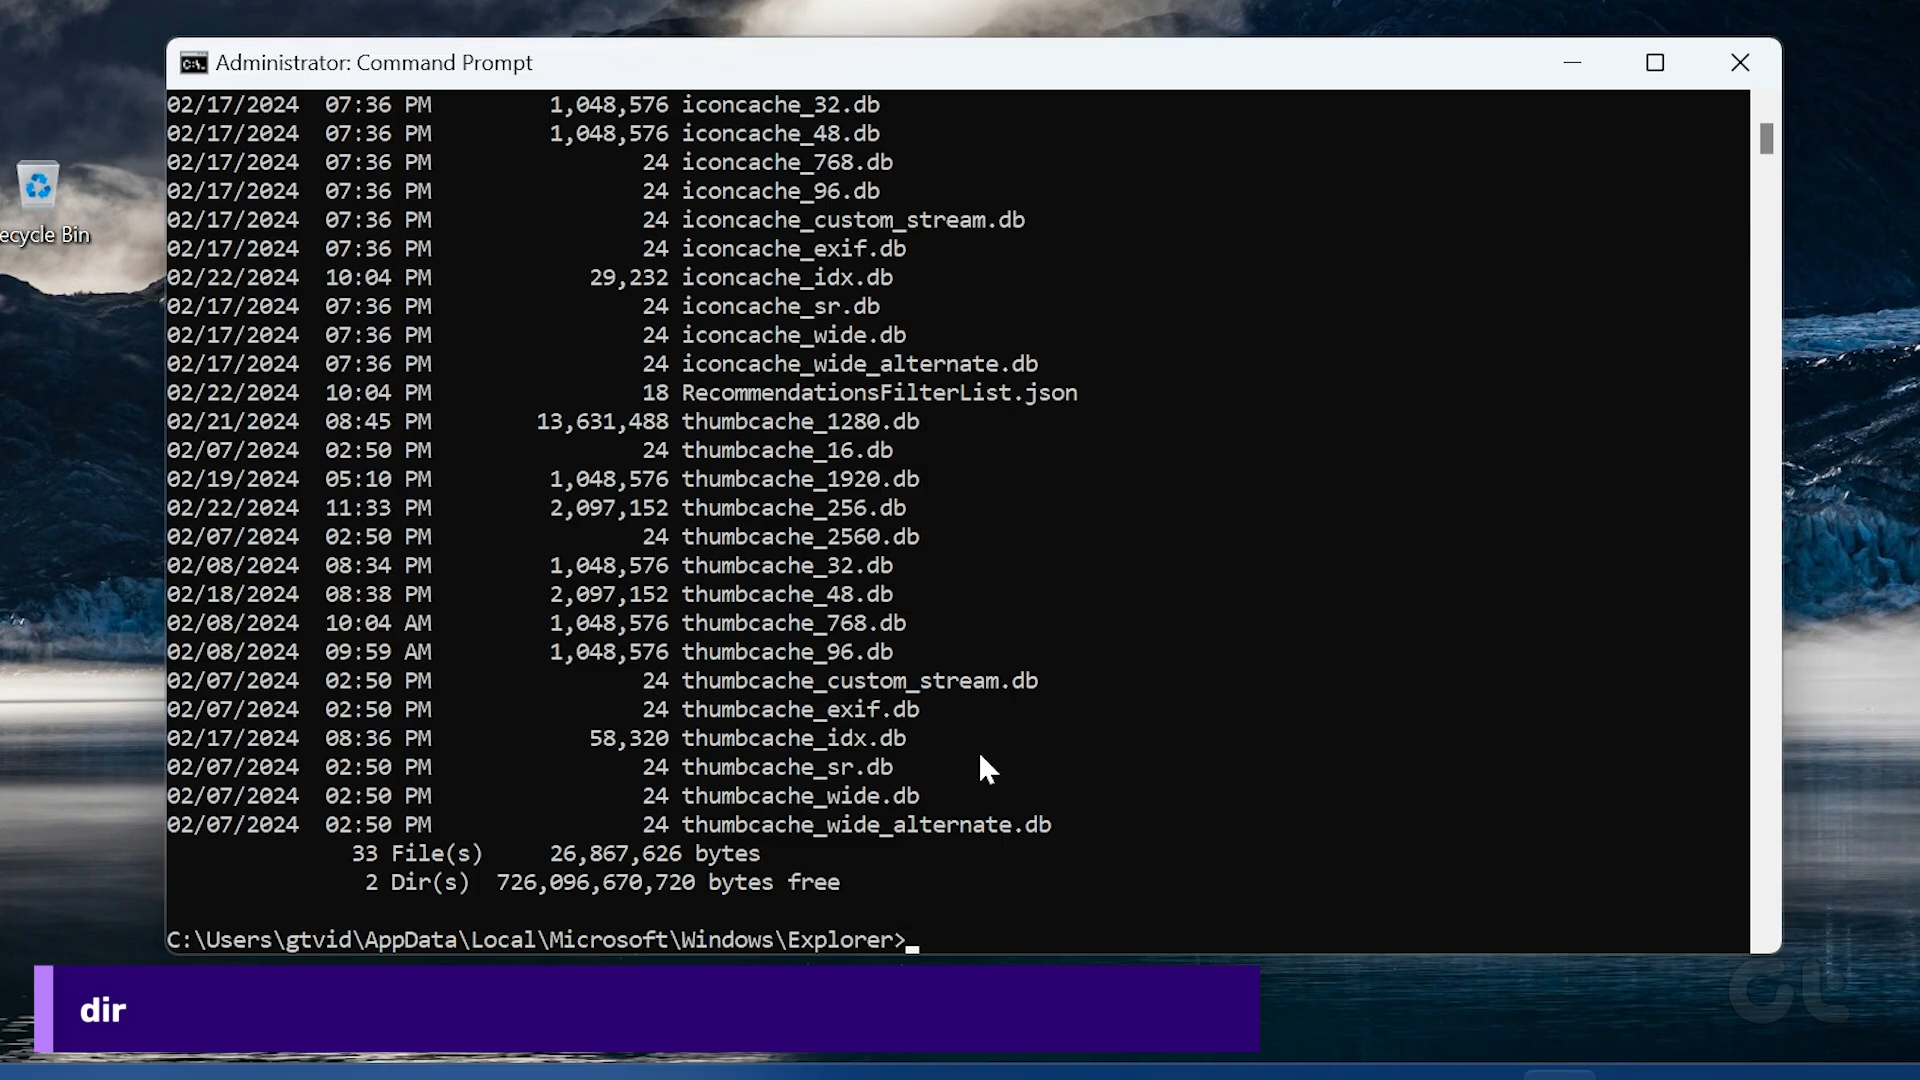 Administrator: Command Prompt
02/17/2024  07:36 PM         1,048,576 iconcache_32.db
02/17/2024  07:36 PM         1,048,576 iconcache_48.db
02/17/2024  07:36 PM                24 iconcache_768.db
02/17/2024  07:36 PM                24 iconcache_96.db
02/17/2024  07:36 PM                24 iconcache_custom_stream.db
02/17/2024  07:36 PM                24 iconcache_exif.db
02/22/2024  10:04 PM            29,232 iconcache_idx.db
02/17/2024  07:36 PM                24 iconcache_sr.db
02/17/2024  07:36 PM                24 iconcache_wide.db
02/17/2024  07:36 PM                24 iconcache_wide_alternate.db
02/22/2024  10:04 PM                18 RecommendationsFilterList.json
02/21/2024  08:45 PM        13,631,488 thumbcache_1280.db
02/07/2024  02:50 PM                24 thumbcache_16.db
02/19/2024  05:10 PM         1,048,576 thumbcache_1920.db
02/22/2024  11:33 PM         2,097,152 thumbcache_256.db
02/07/2024  02:50 PM                24 thumbcache_2560.db
02/08/2024  08:34 PM         1,048,576 thumbcache_32.db
02/18/2024  08:38 PM         2,097,152 thumbcache_48.db
02/08/2024  10:04 AM         1,048,576 thumbcache_768.db
02/08/2024  09:59 AM         1,048,576 thumbcache_96.db
02/07/2024  02:50 PM                24 thumbcache_custom_stream.db
02/07/2024  02:50 PM                24 thumbcache_exif.db
02/17/2024  08:36 PM            58,320 thumbcache_idx.db
02/07/2024  02:50 PM                24 thumbcache_sr.db
02/07/2024  02:50 PM                24 thumbcache_wide.db
02/07/2024  02:50 PM                24 thumbcache_wide_alternate.db
33 File(s)     26,867,626 bytes
2 Dir(s)  726,096,670,720 bytes free
C:\Users\gtvid\AppData\Local\Microsoft\Windows\Explorer>
ecycle Bin
dir
GL